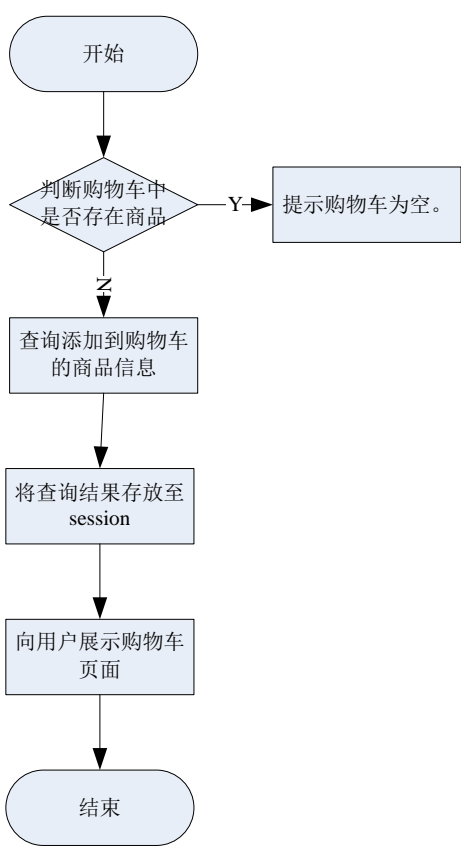 开始
判断购物车中
是否存在商品
Y
提示购物车为空。
N
查询添加到购物车
的商品信息
将查询结果存放至
session
向用户展示购物车
页面
结束